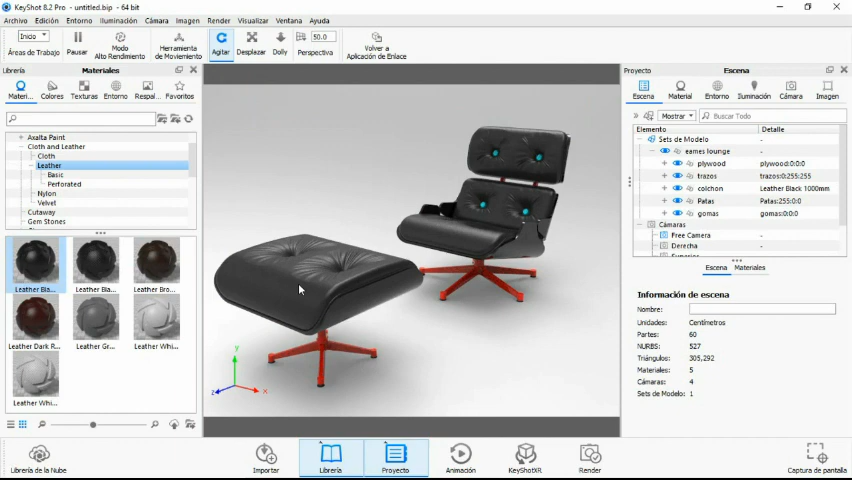 KeyShot 8.2 Pro - untitled.bip - 64 bit
Archivo Edición Entorno Iluminación Cámara Imagen Render Visualizar Ventana Ayuda
Inicio 50.0
Áreas de Trabajo Pausar Modo Alto Rendimiento Herramienta de Moviemiento Agitar Desplazar Dolly Perspectiva Volver a Aplicación de Enlace
Librería Materiales
Materi... Colores Texturas Entorno Respal... Favoritos
Axalta Paint
Cloth and Leather
Cloth
Leather
Basic
Perforated
Nylon
Velvet
Cutaway
Gem Stones
Leather Bla... Leather Bla... Leather Bro...
Leather Dark R... Leather Gr... Leather Whi...
Leather Whi...
y
z x
Proyecto Escena
Escena Material Entorno Iluminación Cámara Imagen
Mostrar Buscar Todo
Elemento Detalle
Sets de Modelo -
eames lounge -
plywood plywood:0:0:0
trazos trazos:0:255:255
colchon Leather Black 1000mm
Patas Patas:255:0:0
gomas gomas:0:0:0
Cámaras
Free Camera -
Derecha -
Escena Materiales
Información de escena
Nombre:
Unidades: Centímetros
Partes: 60
NURBS: 527
Triángulos: 305,292
Materiales: 5
Cámaras: 4
Sets de Modelo: 1
Librería de la Nube Importar Librería Proyecto Animación KeyShotXR Render Captura de pantalla